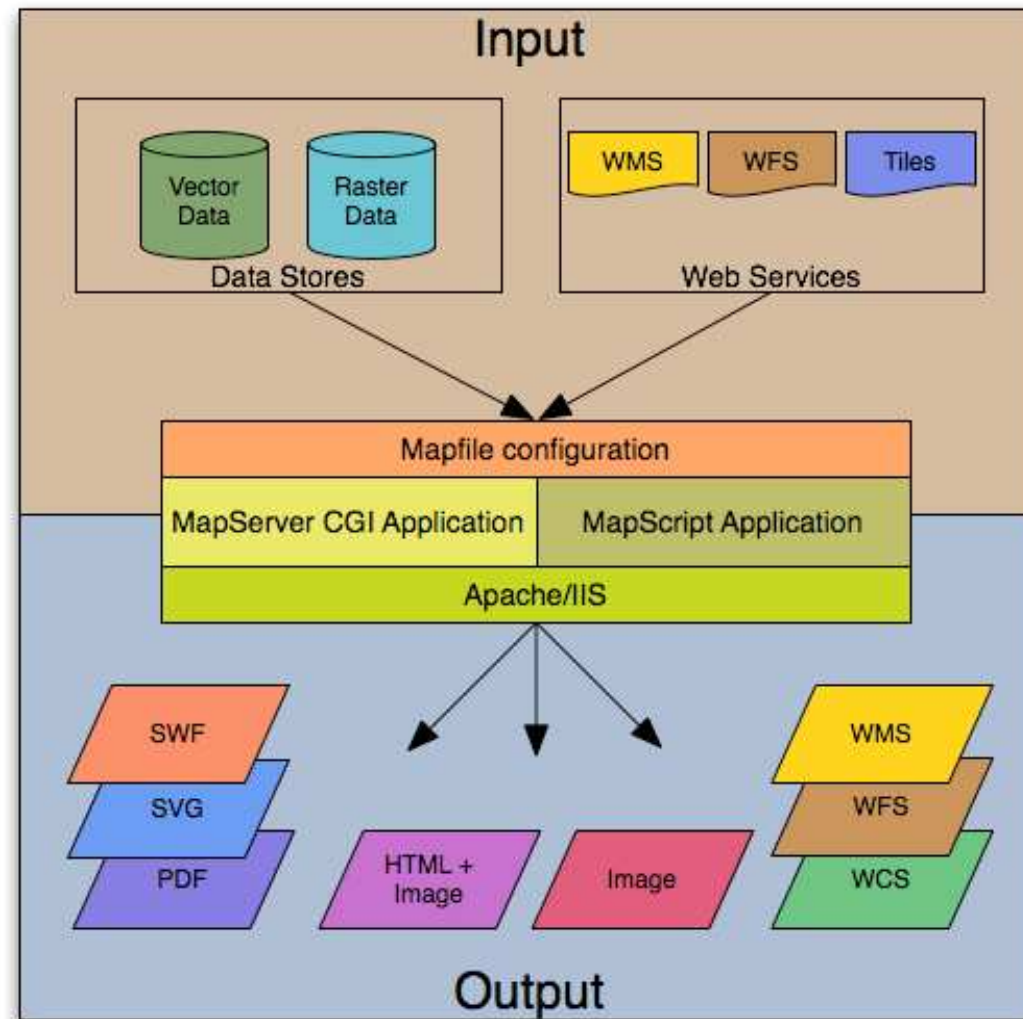 Input
Vector
Data
Raster
Data
Data Stores
WMS
WFS
Tiles
Web Services
Mapfile configuration
MapServer CGI Application
MapScript Application
Apache/IIS
SWF
SVG
PDF
HTML +
Image
Image
WMS
WFS
WCS
Output